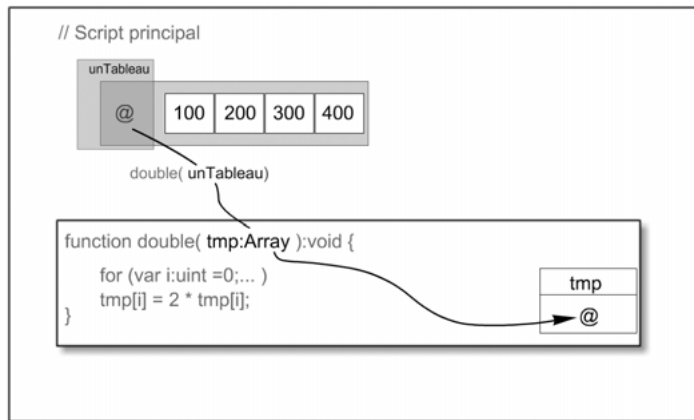 // Script principal
unTableau
@ 100 200 300 400
double( unTableau)
function double( tmp:Array ):void {
for (var i:uint =0;... )
tmp[i] = 2 * tmp[i];
}
tmp
@